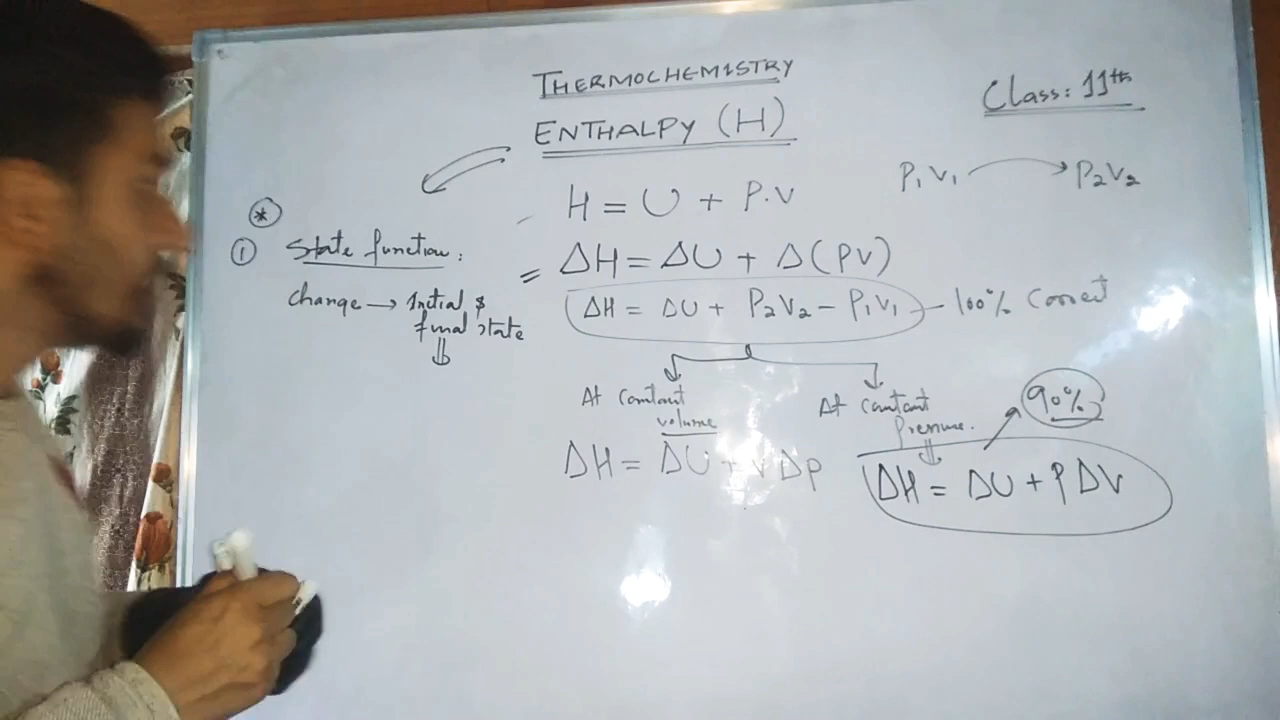 THERMOCHEMISTRY
Class: 11th
ENTHALPY (H)
H = U + P.V
P₁V₁ → P₂V₂
*
① State function:
change → Initial &
final state
⇓
= ΔH = ΔU + Δ(PV)
ΔH = ΔU + P₂V₂ − P₁V₁ — 100% Correct
At Constant
volume
ΔH = ΔU + VΔP
At Constant
Pressure.
90%
ΔH = ΔU + PΔV